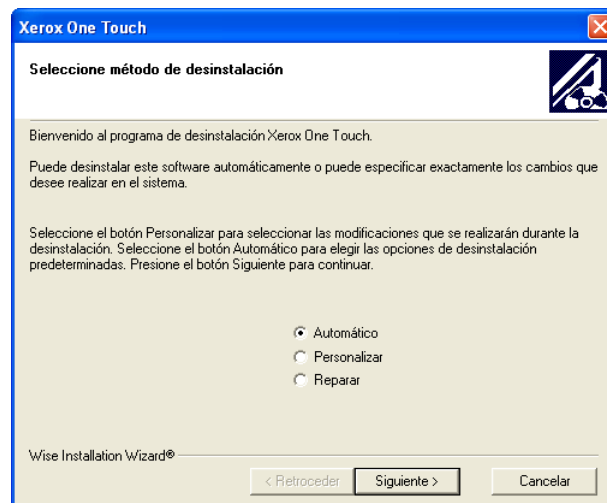 Xerox One Touch
Seleccione método de desinstalación
Bienvenido al programa de desinstalación Xerox One Touch.
Puede desinstalar este software automáticamente o puede especificar exactamente los cambios que
desee realizar en el sistema.
Seleccione el botón Personalizar para seleccionar las modificaciones que se realizarán durante la
desinstalación. Seleccione el botón Automático para elegir las opciones de desinstalación
predeterminadas. Presione el botón Siguiente para continuar.
Automático
Personalizar
Reparar
Wise Installation Wizard®
< Retroceder
Siguiente >
Cancelar